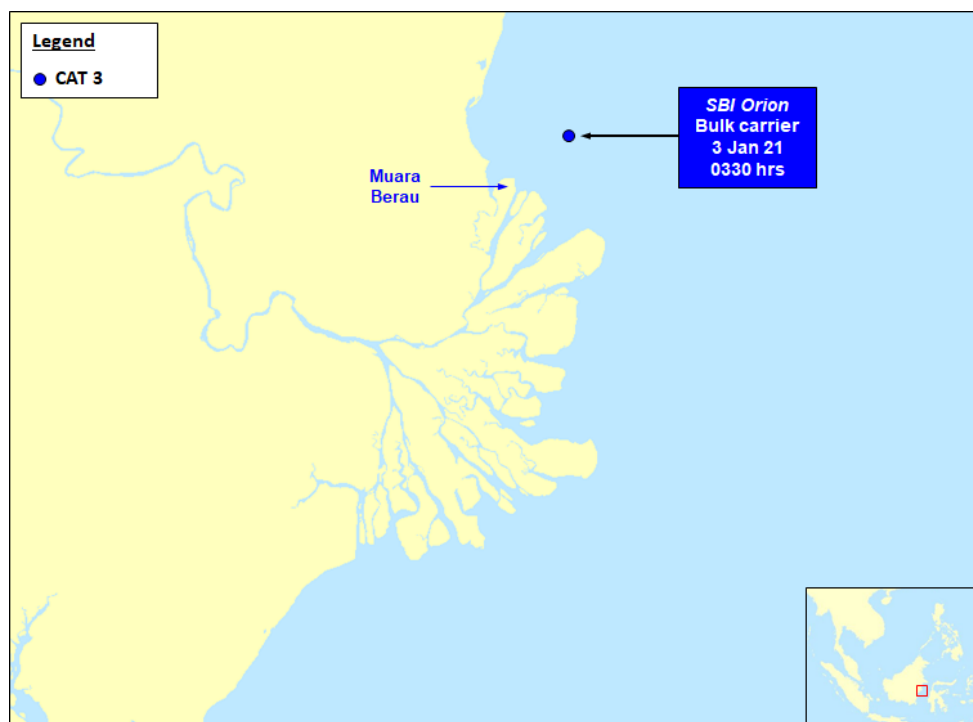 Legend
CAT 3
SBI Orion
Bulk carrier
3 Jan 21
0330 hrs
Muara
Berau